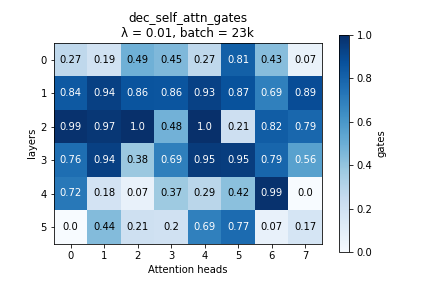 dec_self_attn_gates
λ = 0.01, batch = 23k
0 0.27 0.19 0.49 0.45 0.27 0.81 0.43 0.07
1 0.84 0.94 0.86 0.86 0.93 0.87 0.69 0.89
2 0.99 0.97 1.0 0.48 1.0 0.21 0.82 0.79
3 0.76 0.94 0.38 0.69 0.95 0.95 0.79 0.56
4 0.72 0.18 0.07 0.37 0.29 0.42 0.99 0.0
5 0.0 0.44 0.21 0.2 0.69 0.77 0.07 0.17
0 1 2 3 4 5 6 7
Attention heads
layers
1.0
0.8
0.6
0.4
0.2
0.0
gates